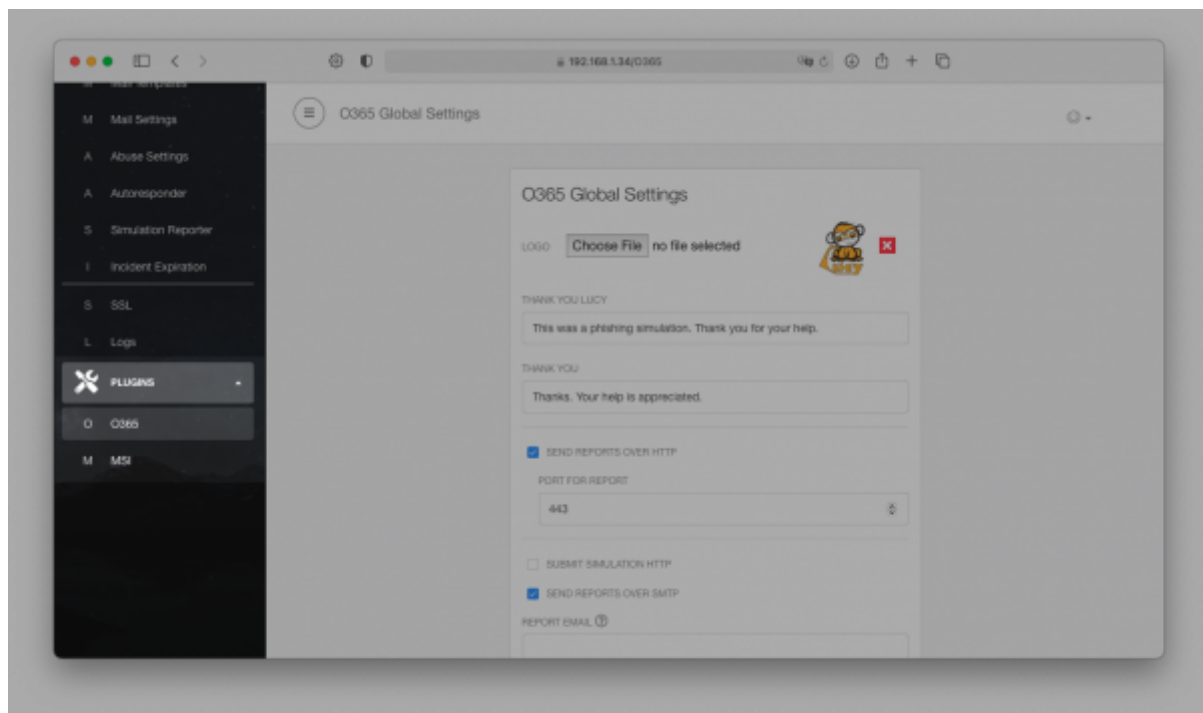 192.168.1.34/O365
Mail Templates
M Mail Settings
A Abuse Settings
A Autoresponder
S Simulation Reporter
I Incident Expiration
S SSL
L Logs
PLUGINS
O O365
M MSI
O365 Global Settings
O365 Global Settings
LOGO Choose File no file selected
LUCY
THANK YOU LUCY
This was a phishing simulation. Thank you for your help.
THANK YOU
Thanks. Your help is appreciated.
SEND REPORTS OVER HTTP
PORT FOR REPORT
443
SUBMIT SIMULATION HTTP
SEND REPORTS OVER SMTP
REPORT EMAIL ?